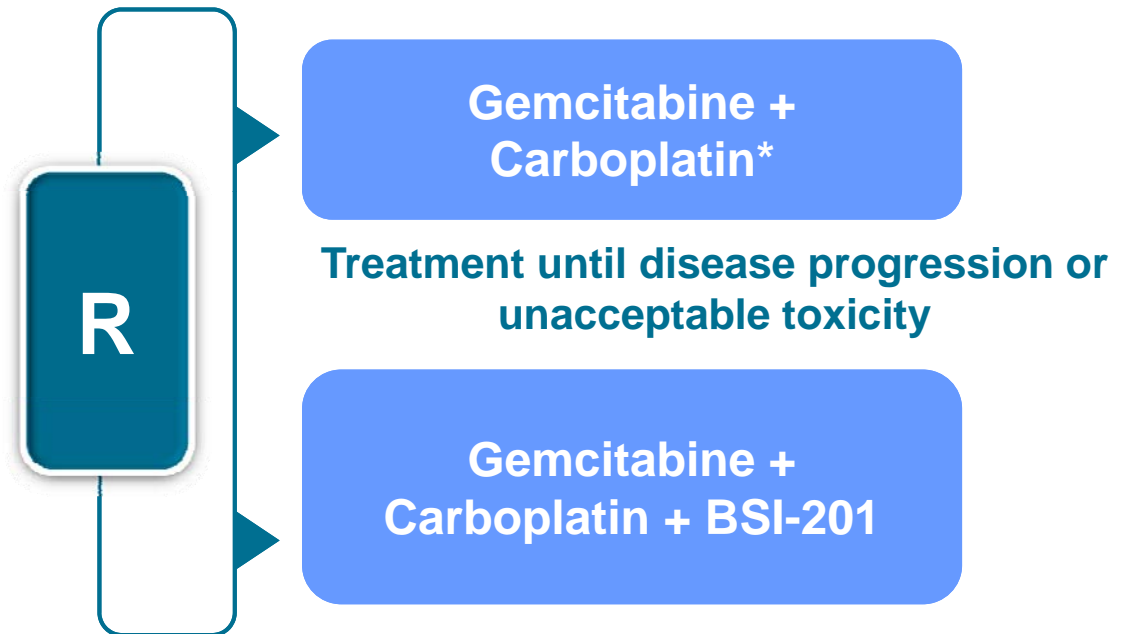 Gemcitabine +
Carboplatin*
R
Treatment until disease progression or
unacceptable toxicity
Gemcitabine +
Carboplatin + BSI-201